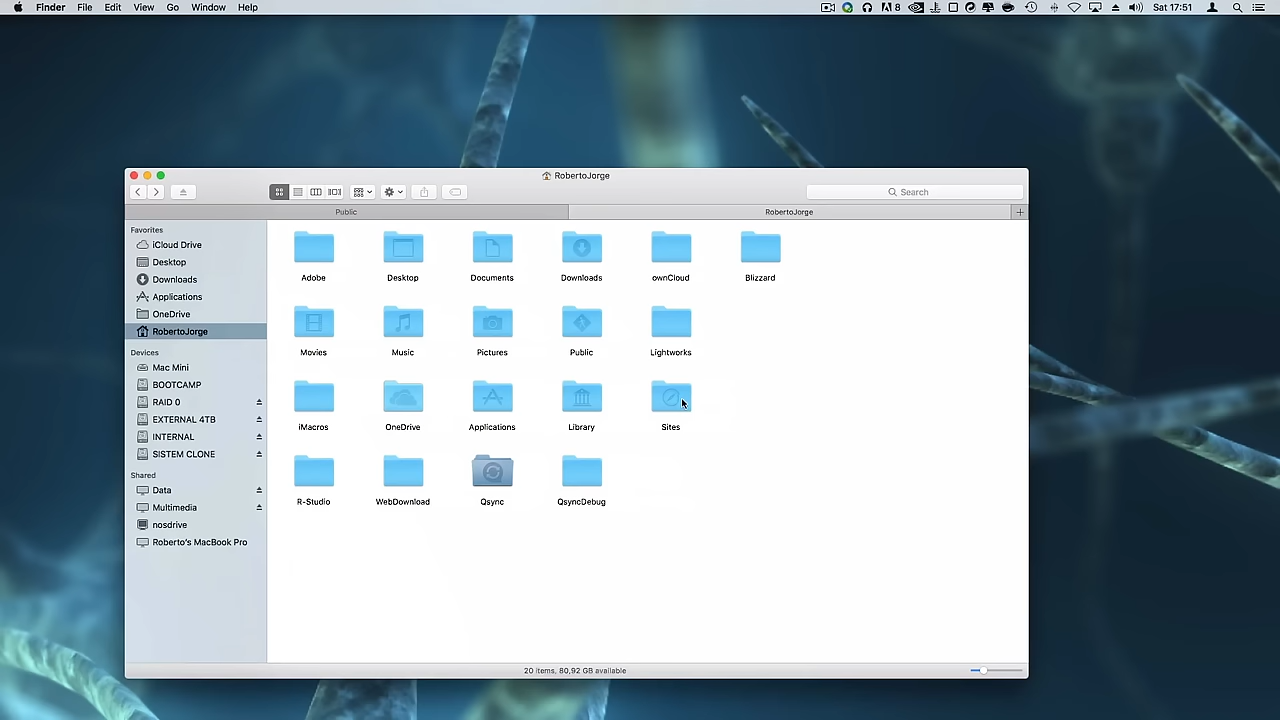 Finder File Edit View Go Window Help 8 Sat 17:51
RobertoJorge
Search
Public RobertoJorge +
Favorites
iCloud Drive
Desktop
Downloads
Applications
OneDrive
RobertoJorge
Devices
Mac Mini
BOOTCAMP
RAID 0
EXTERNAL 4TB
INTERNAL
SISTEM CLONE
Shared
Data
Multimedia
nosdrive
Roberto's MacBook Pro
Adobe Desktop Documents Downloads ownCloud Blizzard
Movies Music Pictures Public Lightworks
iMacros OneDrive Applications Library Sites
R-Studio WebDownload Qsync QsyncDebug
20 items, 80,92 GB available